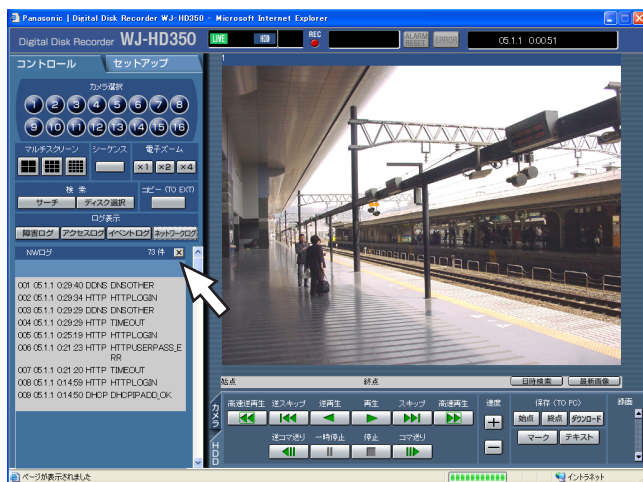 Panasonic | Digital Disk Recorder WJ-HD350 - Microsoft Internet Explorer
Digital Disk Recorder WJ-HD350
LIVE HDD REC ALARM RESET ERROR 05.1.1 0:00:51
コントロール セットアップ
カメラ選択
1 2 3 4 5 6 7 8
9 10 11 12 13 14 15 16
マルチスクリーン シーケンス 電子ズーム
×1 ×2 ×4
検 索 コピー (TO EXT)
サーチ ディスク選択
ログ表示
障害ログ アクセスログ イベントログ ネットワークログ
NWログ 73 件 X
001 05.1.1 0:29:40 DDNS DNSOTHER
002 05.1.1 0:29:34 HTTP HTTPLOGIN
003 05.1.1 0:29:29 DDNS DNSOTHER
004 05.1.1 0:29:29 HTTP TIMEOUT
005 05.1.1 0:25:19 HTTP HTTPLOGIN
006 05.1.1 0:21:23 HTTP HTTPUSERPASS_E
RR
007 05.1.1 0:21:20 HTTP TIMEOUT
008 05.1.1 0:14:59 HTTP HTTPLOGIN
009 05.1.1 0:14:50 DHCP DHCPIPADD_OK
1
始点 終点 日時検索 最新画像
カメラ
HDD
高速逆再生 逆スキップ 逆再生 再生 スキップ 高速再生 速度 保存 (TO PC) 録画
始点 終点 ダウンロード
逆コマ送り 一時停止 停止 コマ送り
マーク テキスト
ページが表示されました
イントラネット